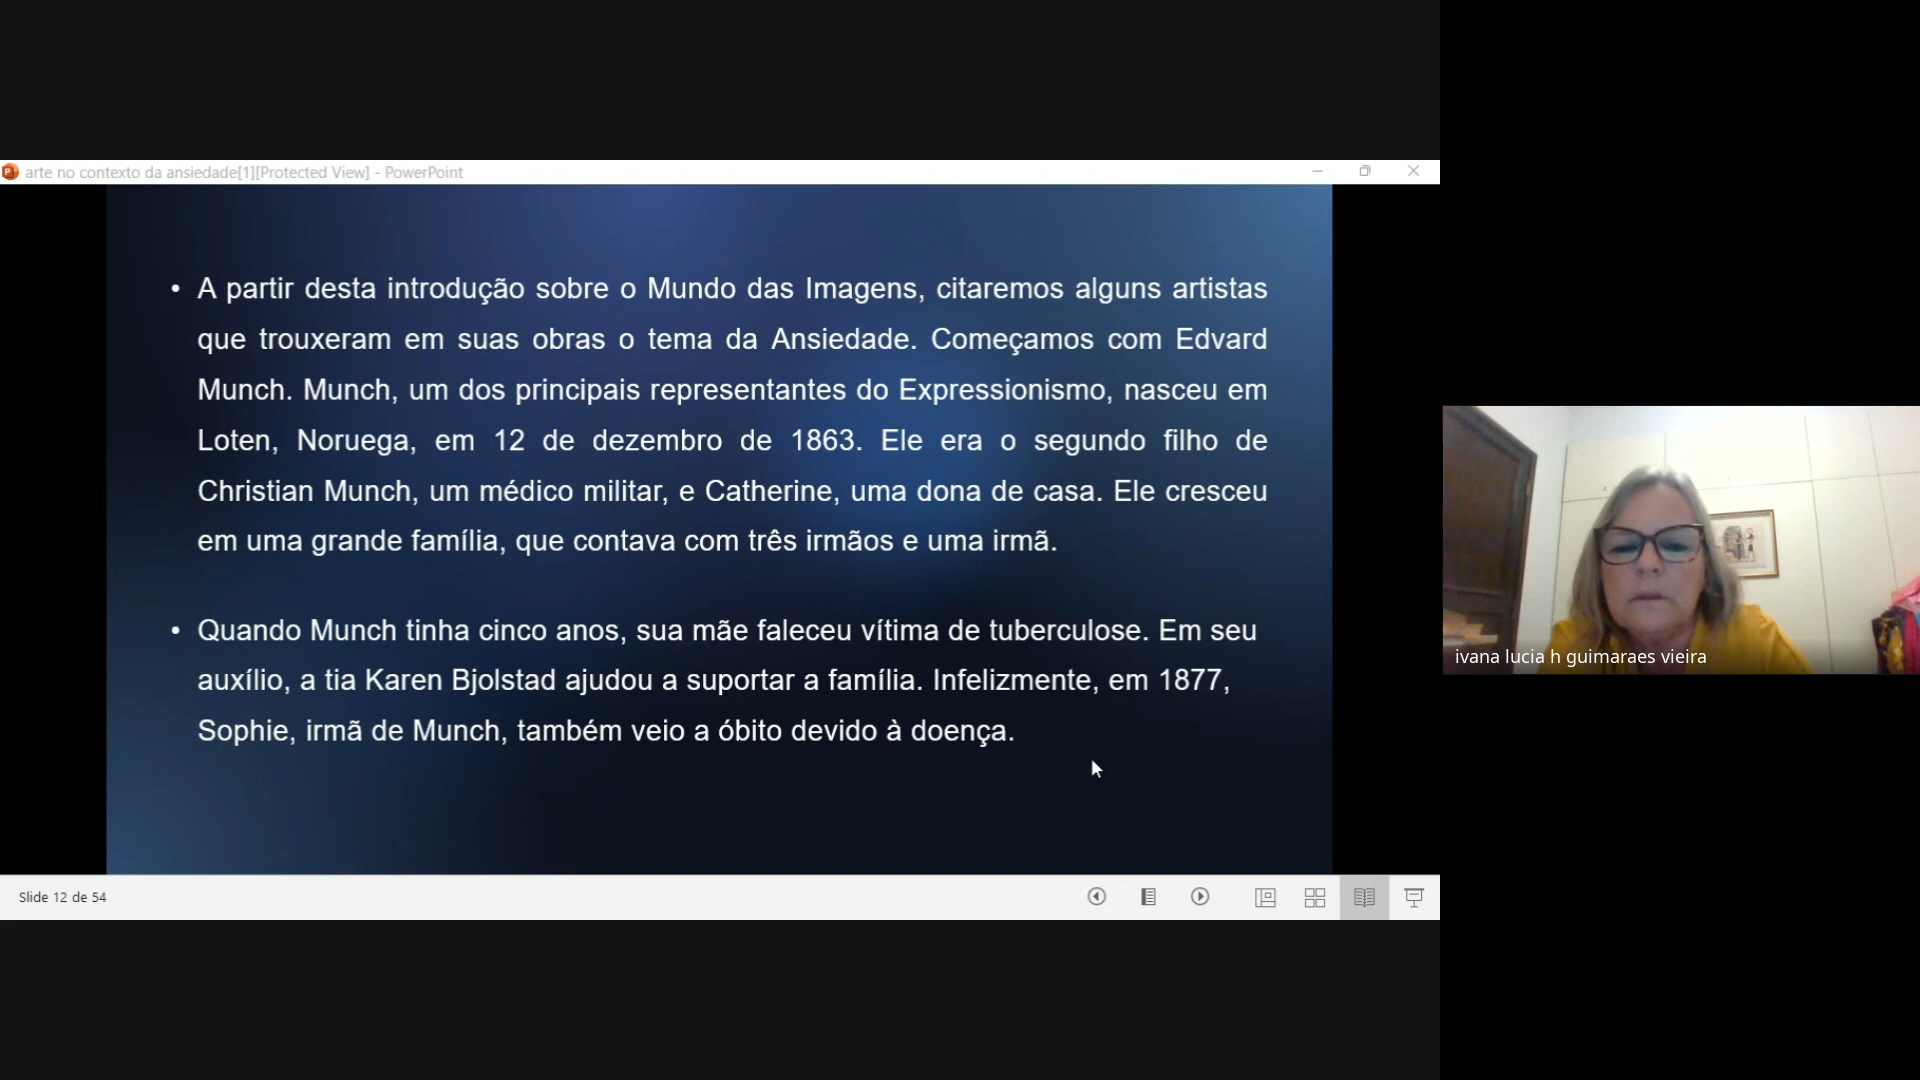 arte no contexto da ansiedade[1][Protected View] - PowerPoint
• A partir desta introdução sobre o Mundo das Imagens, citaremos alguns artistas
que trouxeram em suas obras o tema da Ansiedade. Começamos com Edvard
Munch. Munch, um dos principais representantes do Expressionismo, nasceu em
Loten, Noruega, em 12 de dezembro de 1863. Ele era o segundo filho de
Christian Munch, um médico militar, e Catherine, uma dona de casa. Ele cresceu
em uma grande família, que contava com três irmãos e uma irmã.
• Quando Munch tinha cinco anos, sua mãe faleceu vítima de tuberculose. Em seu
auxílio, a tia Karen Bjolstad ajudou a suportar a família. Infelizmente, em 1877,
Sophie, irmã de Munch, também veio a óbito devido à doença.
Slide 12 de 54
ivana lucia h guimaraes vieira